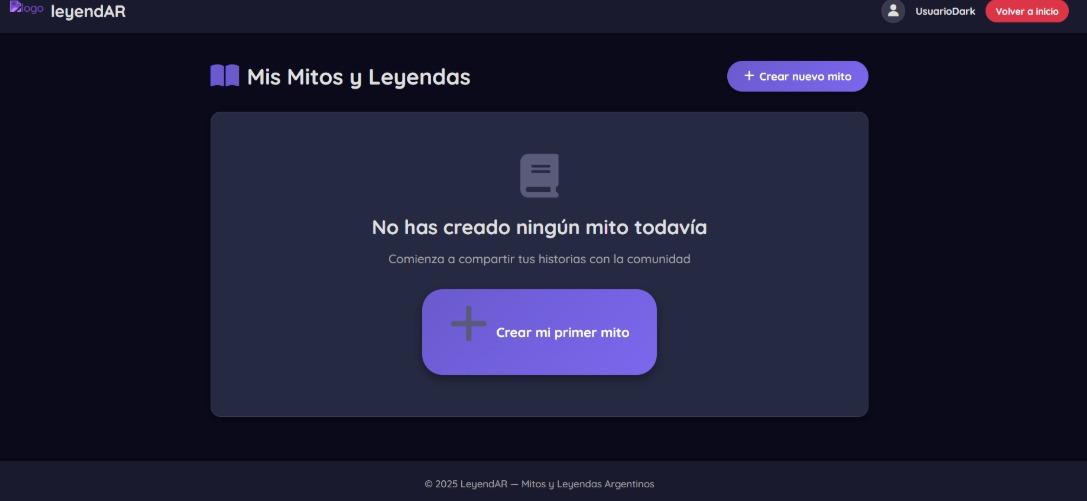 logo leyendAR
UsuarioDark
Volver a inicio
Mis Mitos y Leyendas
Crear nuevo mito
No has creado ningún mito todavía
Comienza a compartir tus historias con la comunidad
Crear mi primer mito
© 2025 LeyendAR — Mitos y Leyendas Argentinos